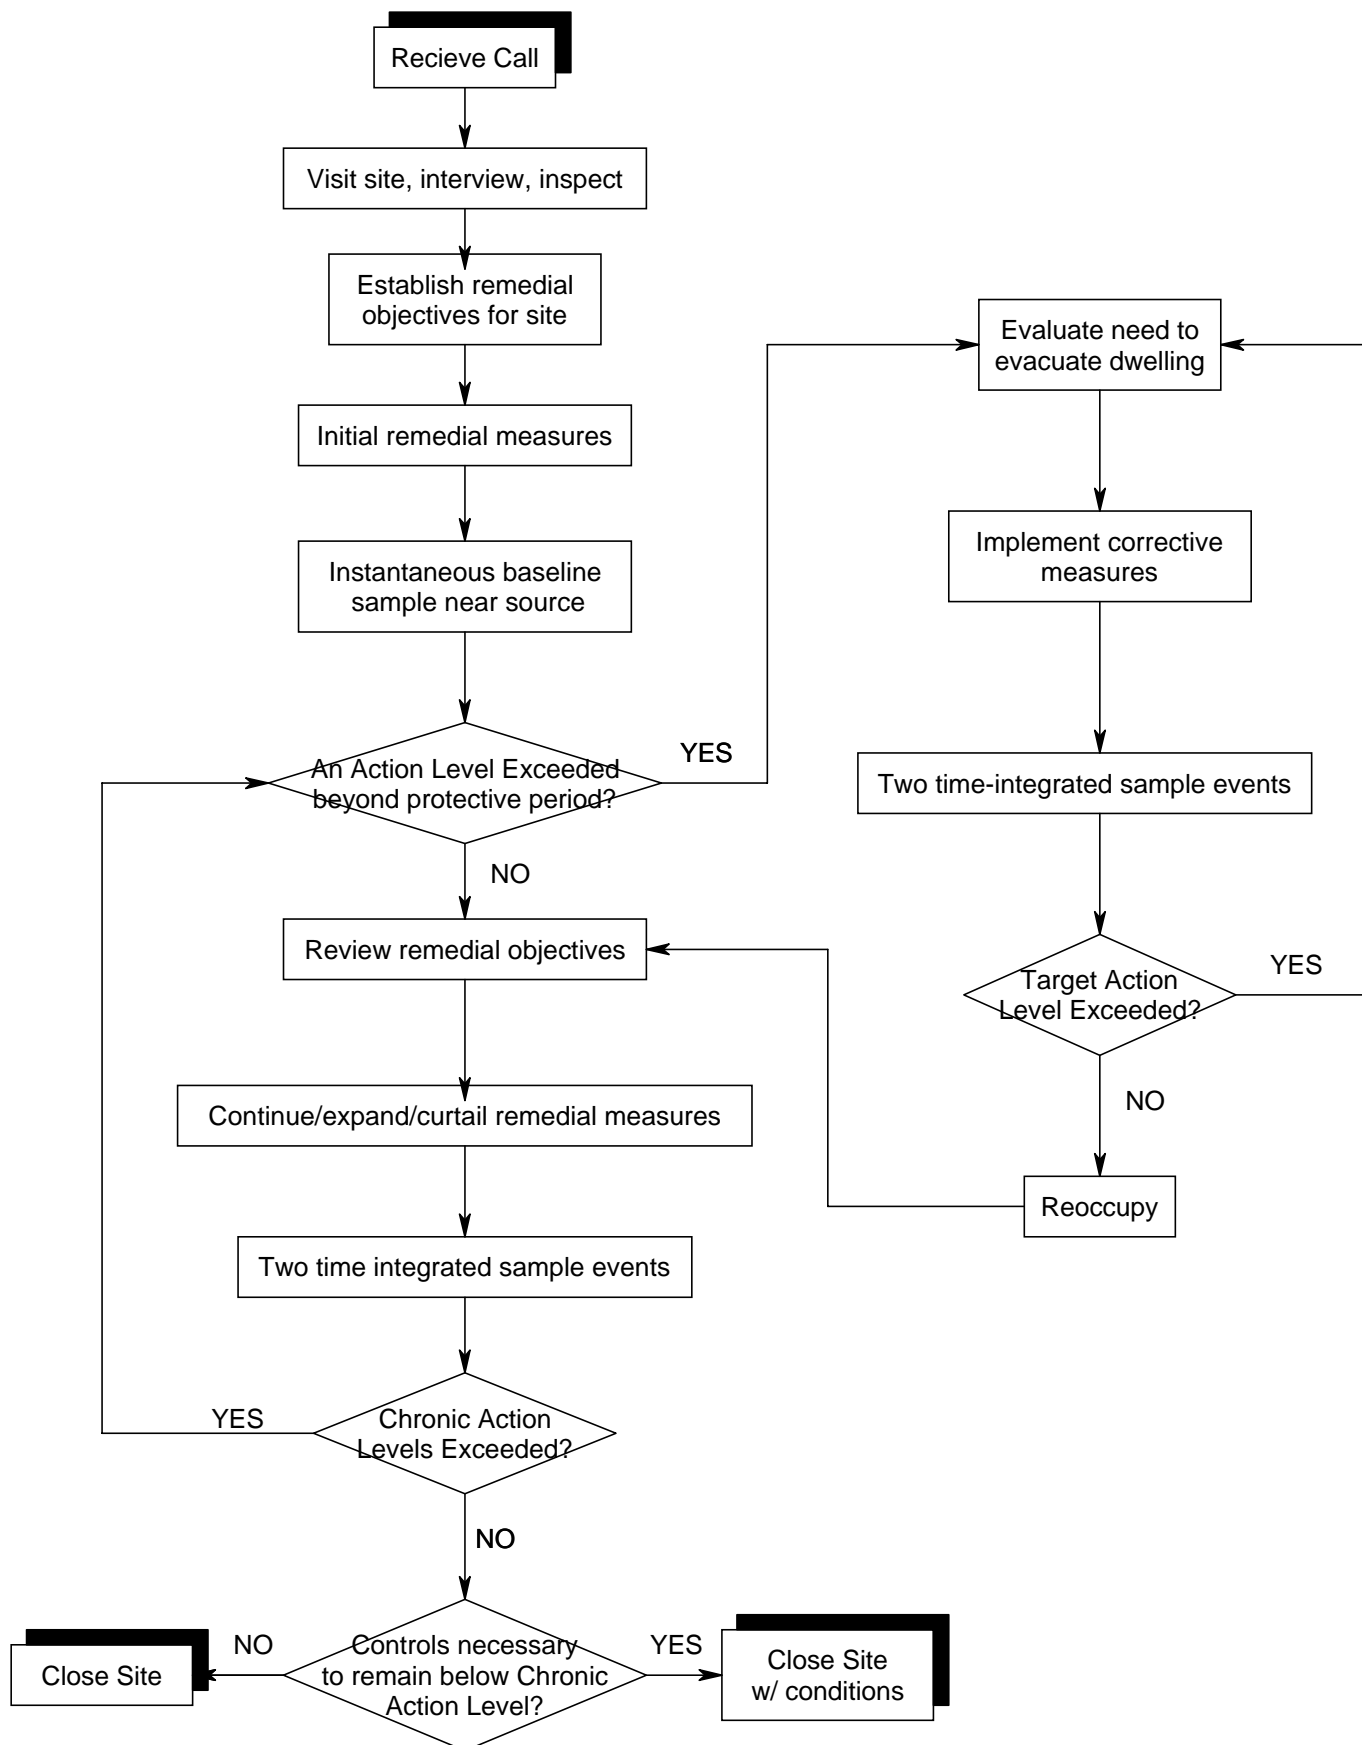 Recieve Call
Visit site, interview, inspect
Establish remedial
objectives for site
Initial remedial measures
Instantaneous baseline
sample near source
An Action Level Exceeded
beyond protective period?
YES
NO
Review remedial objectives
Continue/expand/curtail remedial measures
Two time integrated sample events
Chronic Action
Levels Exceeded?
YES
NO
Controls necessary
to remain below Chronic
Action Level?
NO
Close Site
YES
Close Site
w/ conditions
Evaluate need to
evacuate dwelling
Implement corrective
measures
Two time-integrated sample events
Target Action
Level Exceeded?
YES
NO
Reoccupy